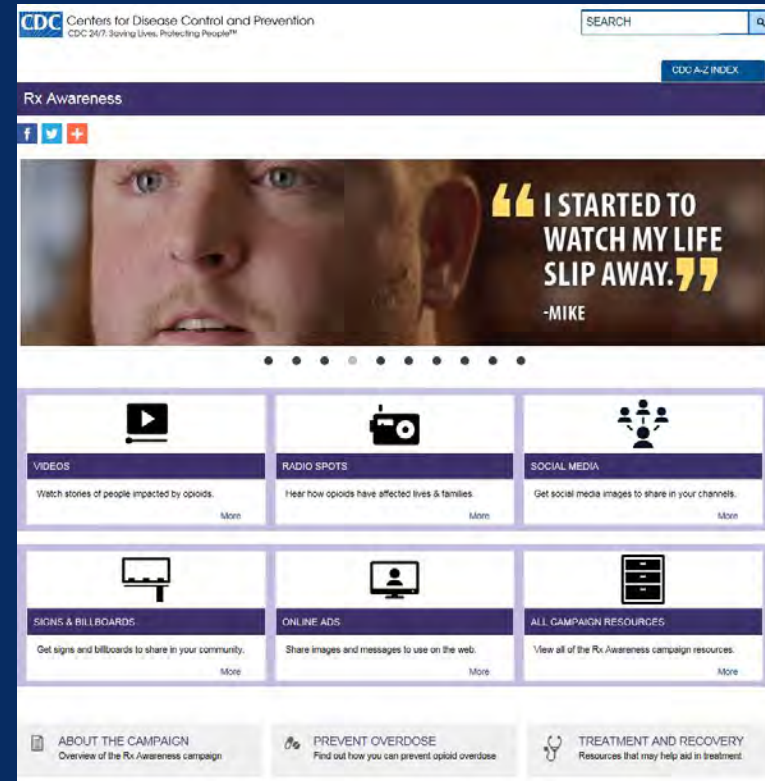 CDC Centers for Disease Control and Prevention
CDC 24/7: Saving Lives, Protecting People™
SEARCH
CDC A-Z INDEX
Rx Awareness
“ I STARTED TO
WATCH MY LIFE
SLIP AWAY. ”
-MIKE
VIDEOS
Watch stories of people impacted by opioids.
More
RADIO SPOTS
Hear how opioids have affected lives & families.
More
SOCIAL MEDIA
Get social media images to share in your channels.
More
SIGNS & BILLBOARDS
Get signs and billboards to share in your community.
More
ONLINE ADS
Share images and messages to use on the web.
More
ALL CAMPAIGN RESOURCES
View all of the Rx Awareness campaign resources.
More
ABOUT THE CAMPAIGN
Overview of the Rx Awareness campaign
PREVENT OVERDOSE
Find out how you can prevent opioid overdose
TREATMENT AND RECOVERY
Resources that may help aid in treatment